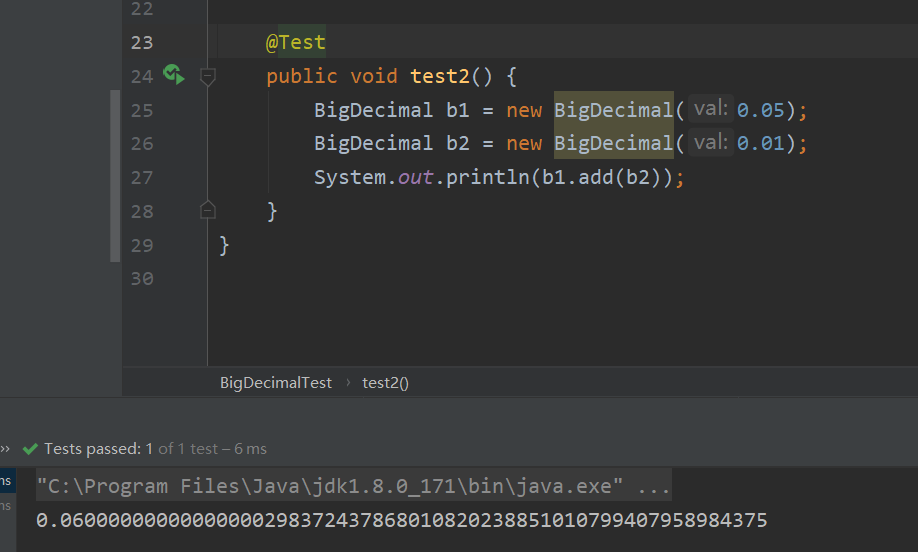 22
23 @Test
24 public void test2() {
25 BigDecimal b1 = new BigDecimal( val: 0.05);
26 BigDecimal b2 = new BigDecimal( val: 0.01);
27 System.out.println(b1.add(b2));
28 }
29 }
30
BigDecimalTest › test2()
›› Tests passed: 1 of 1 test – 6 ms
ms "C:\Program Files\Java\jdk1.8.0_171\bin\java.exe" ...
ms 0.06000000000000000298372437868010820238851010799407958984375